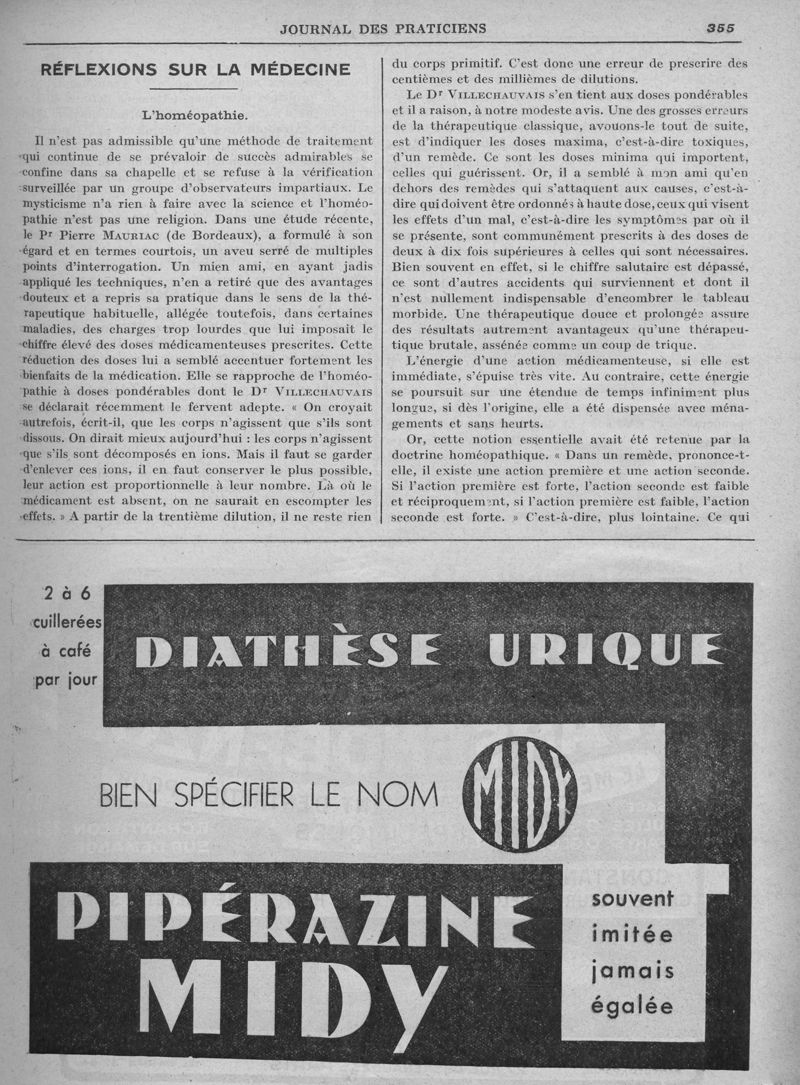 JOURNAL DES PRATICIENS 355
RÉFLEXIONS SUR LA MÉDECINE
L'homéopathie.
Il n'est pas admissible qu'une méthode de traitement
qui continue de se prévaloir de succès admirables se
confine dans sa chapelle et se refuse à la vérification
surveillée par un groupe d'observateurs impartiaux. Le
mysticisme n'a rien à faire avec la science et l'homéo-
pathie n'est pas une religion. Dans une étude récente,
le Pr Pierre MAURIAC (de Bordeaux), a formulé à son
égard et en termes courtois, un aveu serré de multiples
points d'interrogation. Un mien ami, en ayant jadis
appliqué les techniques, n'en a retiré que des avantages
douteux et a repris sa pratique dans le sens de la thé-
rapeutique habituelle, allégée toutefois, dans certaines
maladies, des charges trop lourdes que lui imposait le
chiffre élevé des doses médicamenteuses prescrites. Cette
réduction des doses lui a semblé accentuer fortement les
bienfaits de la médication. Elle se rapproche de l'homéo-
pathie à doses pondérables dont le Dr VILLECHAUVAIS
se déclarait récemment le fervent adepte. « On croyait
autrefois, écrit-il, que les corps n'agissent que s'ils sont
dissous. On dirait mieux aujourd'hui : les corps n'agissent
que s'ils sont décomposés en ions. Mais il faut se garder
d'enlever ces ions, il en faut conserver le plus possible,
leur action est proportionnelle à leur nombre. Là où le
médicament est absent, on ne saurait en escompter les
effets. » A partir de la trentième dilution, il ne reste rien
du corps primitif. C'est donc une erreur de prescrire des
centièmes et des millièmes de dilutions.
Le Dr VILLECHAUVAIS s'en tient aux doses pondérables
et il a raison, à notre modeste avis. Une des grosses erreurs
de la thérapeutique classique, avouons-le tout de suite,
est d'indiquer les doses maxima, c'est-à-dire toxiques,
d'un remède. Ce sont les doses minima qui importent,
celles qui guérissent. Or, il a semblé à mon ami qu'en
dehors des remèdes qui s'attaquent aux causes, c'est-à-
dire qui doivent être ordonnés à haute dose, ceux qui visent
les effets d'un mal, c'est-à-dire les symptômes par où il
se présente, sont communément prescrits à des doses de
deux à dix fois supérieures à celles qui sont nécessaires.
Bien souvent en effet, si le chiffre salutaire est dépassé,
ce sont d'autres accidents qui surviennent et dont il
n'est nullement indispensable d'encombrer le tableau
morbide. Une thérapeutique douce et prolongée assure
des résultats autrement avantageux qu'une thérapeu-
tique brutale, assénée comme un coup de trique.
L'énergie d'une action médicamenteuse, si elle est
immédiate, s'épuise très vite. Au contraire, cette énergie
se poursuit sur une étendue de temps infiniment plus
longue, si dès l'origine, elle a été dispensée avec ména-
gements et sans heurts.
Or, cette notion essentielle avait été retenue par la
doctrine homéopathique. « Dans un remède, prononce-t-
elle, il existe une action première et une action seconde.
Si l'action première est forte, l'action seconde est faible
et réciproquement, si l'action première est faible, l'action
seconde est forte. » C'est-à-dire, plus lointaine. Ce qui
2 à 6
cuillerées
à café
par jour
DIATHÈSE URIQUE
BIEN SPÉCIFIER LE NOM MIDY
PIPÉRAZINE
MIDY
souvent
imitée
jamais
égalée